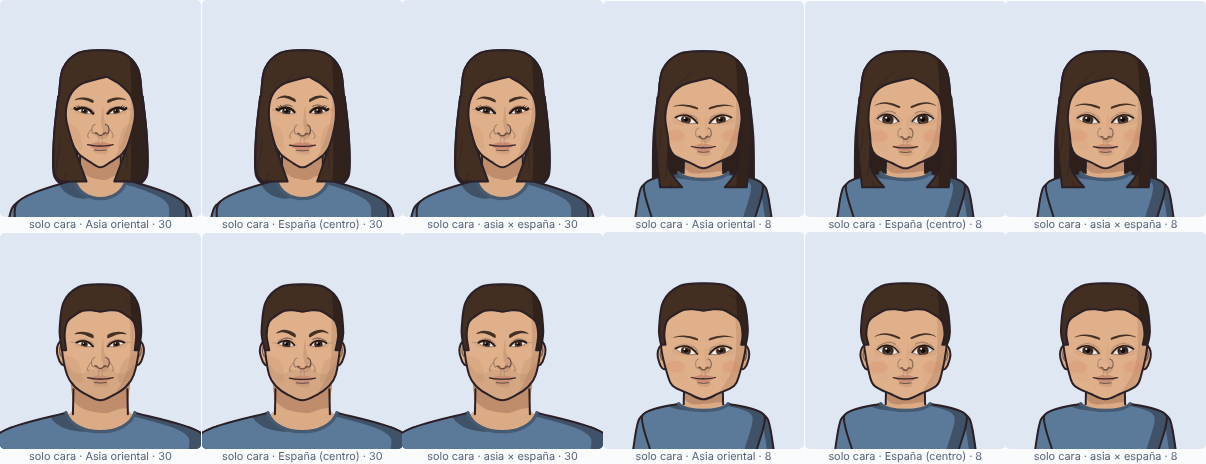 solo cara · Asia oriental · 30
solo cara · España (centro) · 30
solo cara · asia × españa · 30
solo cara · Asia oriental · 8
solo cara · España (centro) · 8
solo cara · asia × españa · 8
solo cara · Asia oriental · 30
solo cara · España (centro) · 30
solo cara · asia × españa · 30
solo cara · Asia oriental · 8
solo cara · España (centro) · 8
solo cara · asia × españa · 8